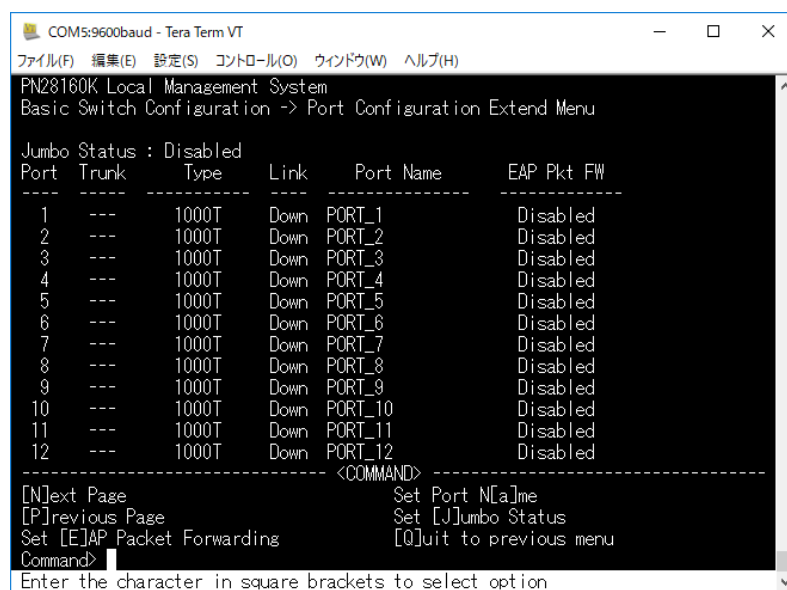 COM5:9600baud - Tera Term VT
ファイル(F) 編集(E) 設定(S) コントロール(O) ウィンドウ(W) ヘルプ(H)
PN28160K Local Management System
Basic Switch Configuration -> Port Configuration Extend Menu
Jumbo Status : Disabled
Port Trunk Type Link Port Name EAP Pkt FW
---- ----- ----------- ---- --------------- -------------
1 --- 1000T Down PORT_1 Disabled
2 --- 1000T Down PORT_2 Disabled
3 --- 1000T Down PORT_3 Disabled
4 --- 1000T Down PORT_4 Disabled
5 --- 1000T Down PORT_5 Disabled
6 --- 1000T Down PORT_6 Disabled
7 --- 1000T Down PORT_7 Disabled
8 --- 1000T Down PORT_8 Disabled
9 --- 1000T Down PORT_9 Disabled
10 --- 1000T Down PORT_10 Disabled
11 --- 1000T Down PORT_11 Disabled
12 --- 1000T Down PORT_12 Disabled
---------------------------------- <COMMAND> ------------------------------------
[N]ext Page Set Port N[a]me
[P]revious Page Set [J]umbo Status
Set [E]AP Packet Forwarding [Q]uit to previous menu
Command>
Enter the character in square brackets to select option